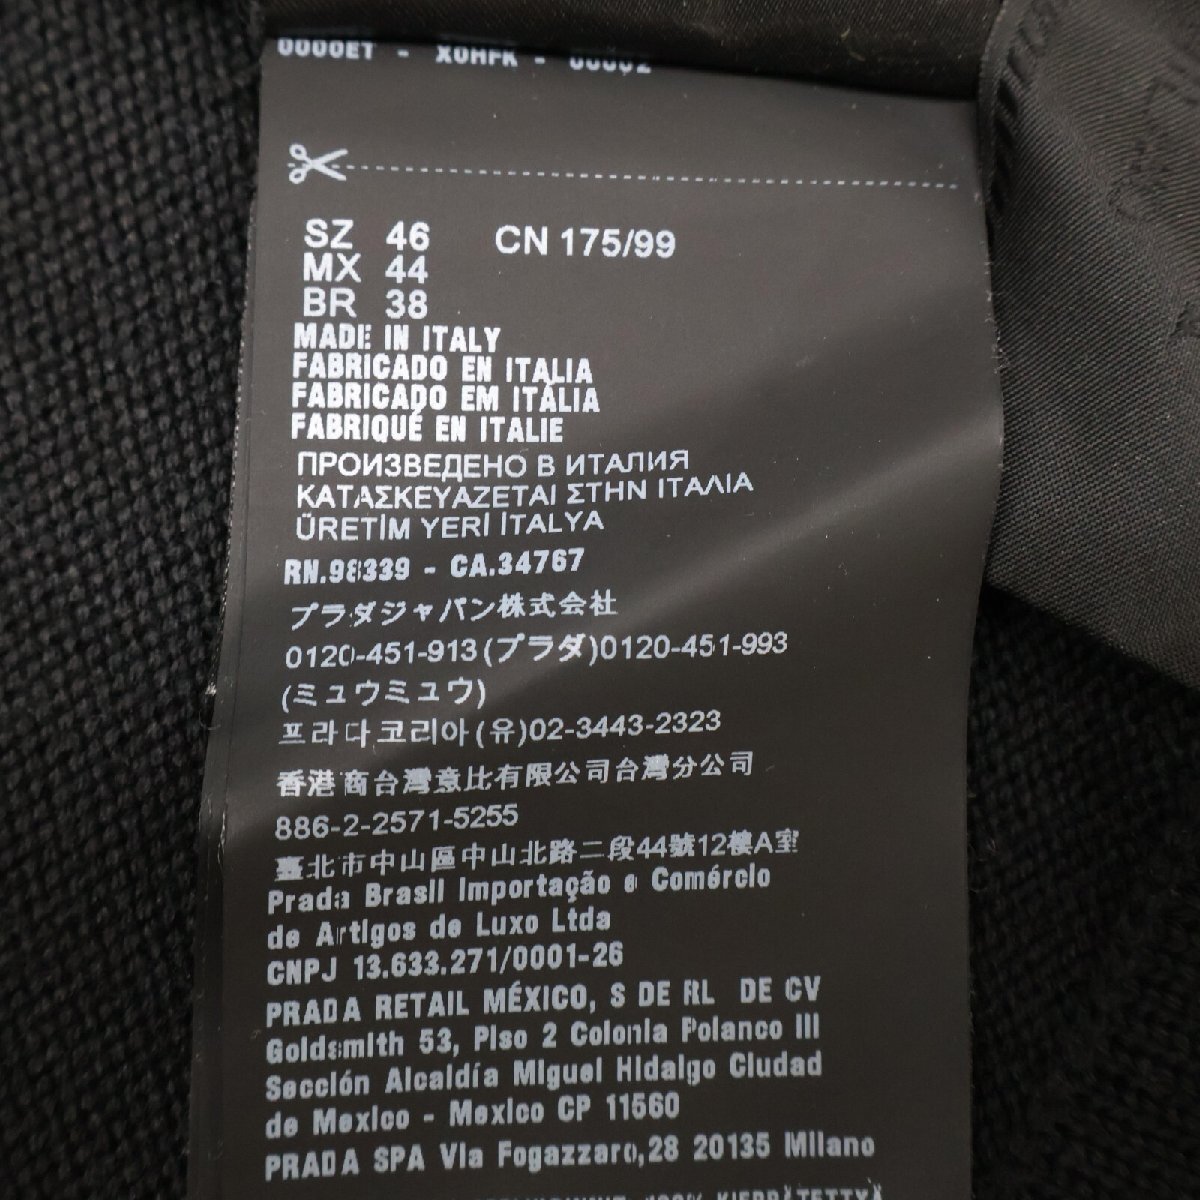 0000ET - X0HFK - 00002
SZ 46 CN 175/99
MX 44
BR 38
MADE IN ITALY
FABRICADO EN ITALIA
FABRICADO EM ITÁLIA
FABRIQUÉ EN ITALIE
ПРОИЗВЕДЕНО В ИТАЛИЯ
ΚΑΤΑΣΚΕΥΑΖΕΤΑΙ ΣΤΗΝ ΙΤΑΛΙΑ
ÜRETİM YERİ İTALYA
RN.98339 - CA.34767
プラダジャパン株式会社
0120-451-913(プラダ)0120-451-993
(ミュウミュウ)
프라다코리아(유)02-3443-2323
香港商台灣意比有限公司台灣分公司
886-2-2571-5255
臺北市中山區中山北路二段44號12樓A室
Prada Brasil Importação e Comércio
de Artigos de Luxo Ltda
CNPJ 13.633.271/0001-26
PRADA RETAIL MÉXICO, S DE RL DE CV
Goldsmith 53, Piso 2 Colonia Polanco III
Sección Alcaldía Miguel Hidalgo Ciudad
de Mexico - Mexico CP 11560
PRADA SPA Via Fogazzaro,28 20135 Milano